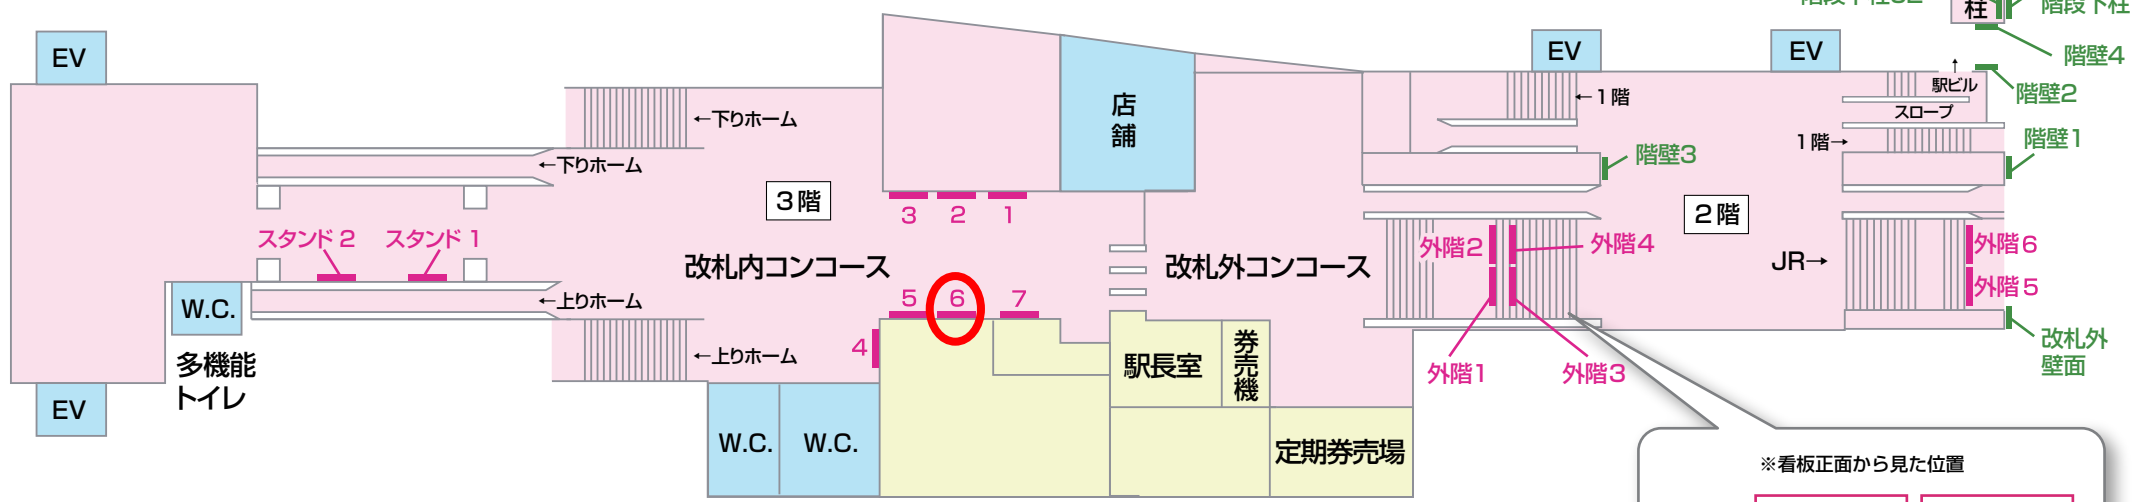 柱
階段下柱
階壁4
階壁2
階壁1
階壁3
EV
EV
EV
EV
←1階
↑
駅ビル
スロープ
1階→
店舗
←下りホーム
←下りホーム
3階
2階
3
2
1
スタンド2
スタンド1
改札内コンコース
改札外コンコース
外階2
外階4
JR→
外階6
外階5
W.C.
←上りホーム
5
6
7
4
←上りホーム
多機能
トイレ
駅長室
券売機
外階1
外階3
改札外
壁面
W.C.
W.C.
定期券売場
※看板正面から見た位置